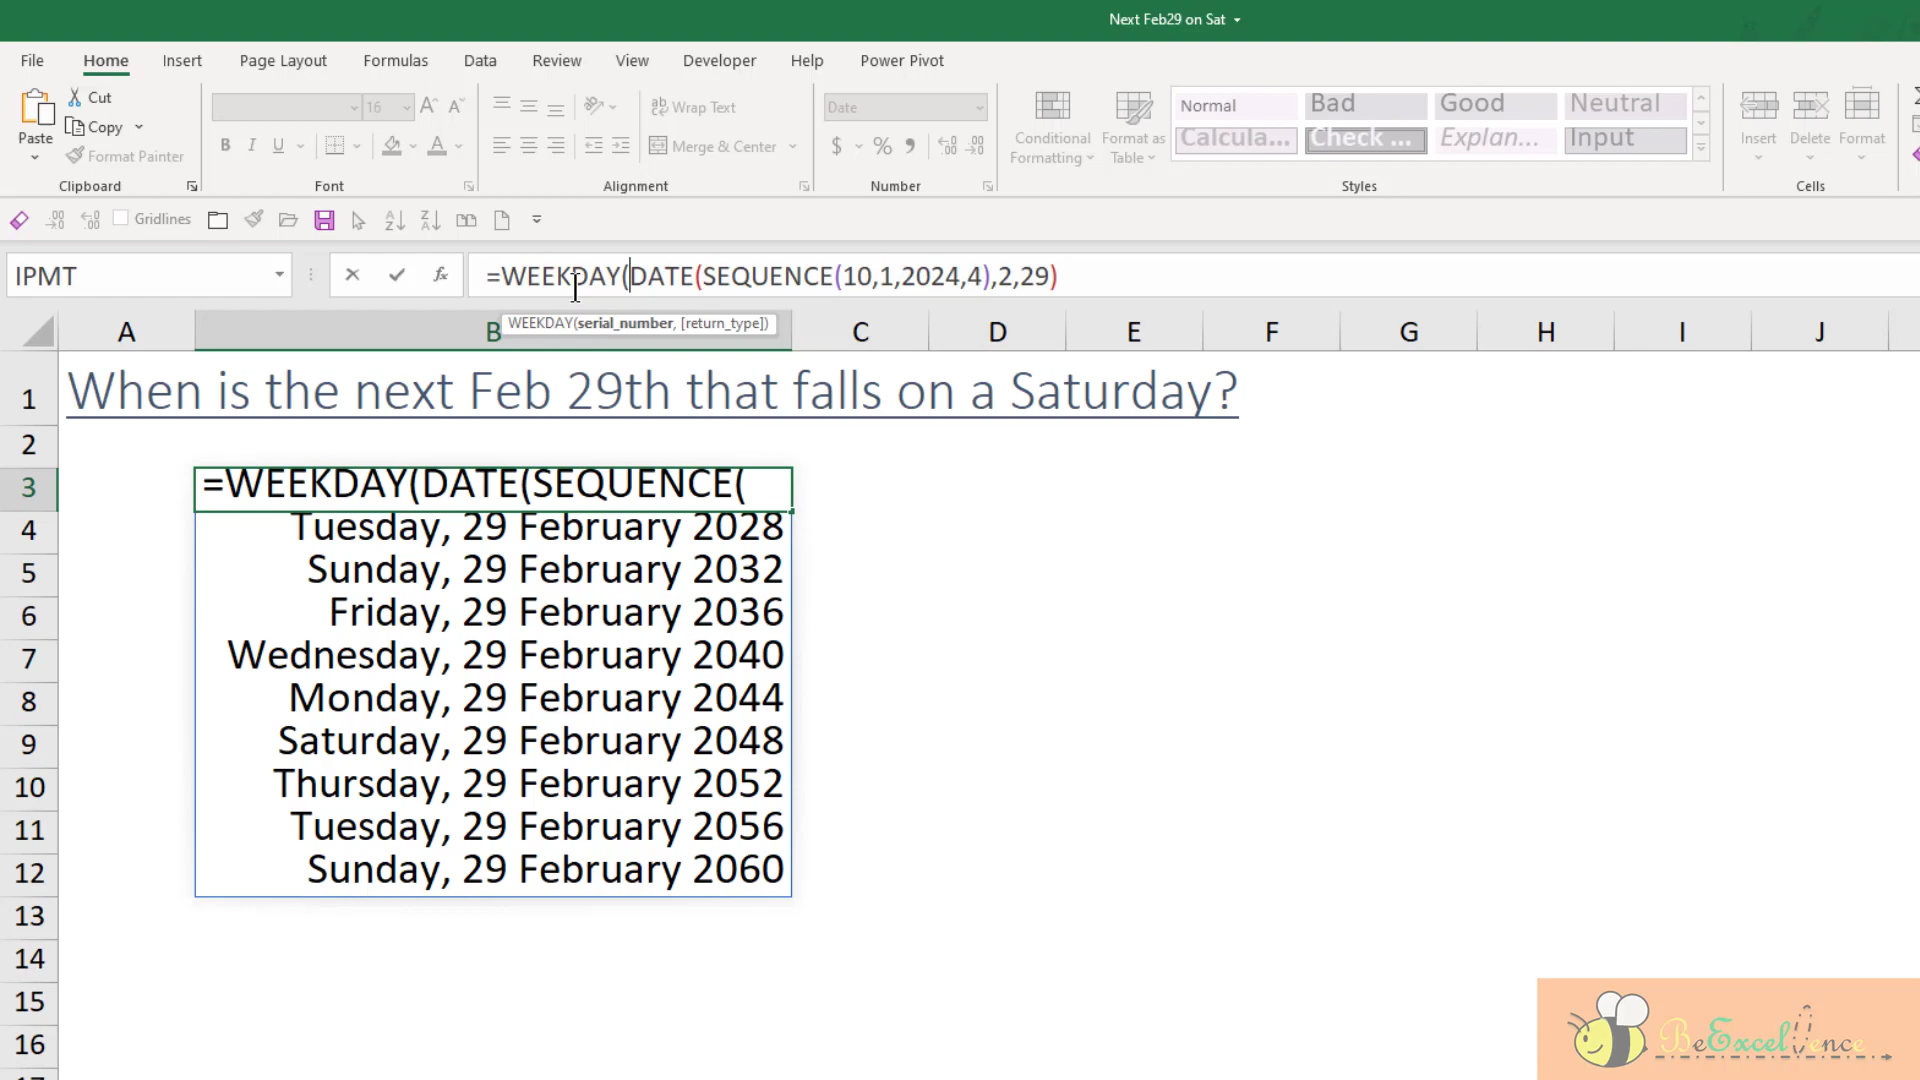 Next Feb29 on Sat
File Home Insert Page Layout Formulas Data Review View Developer Help Power Pivot
Paste Cut Copy Format Painter Clipboard
16 B I U A Font
ab Wrap Text Merge & Center Alignment
Date $ % Number
Conditional Formatting Format as Table
Normal Bad Good Neutral
Calcula... Check ... Explan... Input
Styles
Insert Delete Format
Cells
Gridlines
IPMT fx =WEEKDAY(DATE(SEQUENCE(10,1,2024,4),2,29)
WEEKDAY(serial_number, [return_type])
A B C D E F G H I J
1 When is the next Feb 29th that falls on a Saturday?
2
3 =WEEKDAY(DATE(SEQUENCE(
4 Tuesday, 29 February 2028
5 Sunday, 29 February 2032
6 Friday, 29 February 2036
7 Wednesday, 29 February 2040
8 Monday, 29 February 2044
9 Saturday, 29 February 2048
10 Thursday, 29 February 2052
11 Tuesday, 29 February 2056
12 Sunday, 29 February 2060
13
14
15
16
BeExcellence